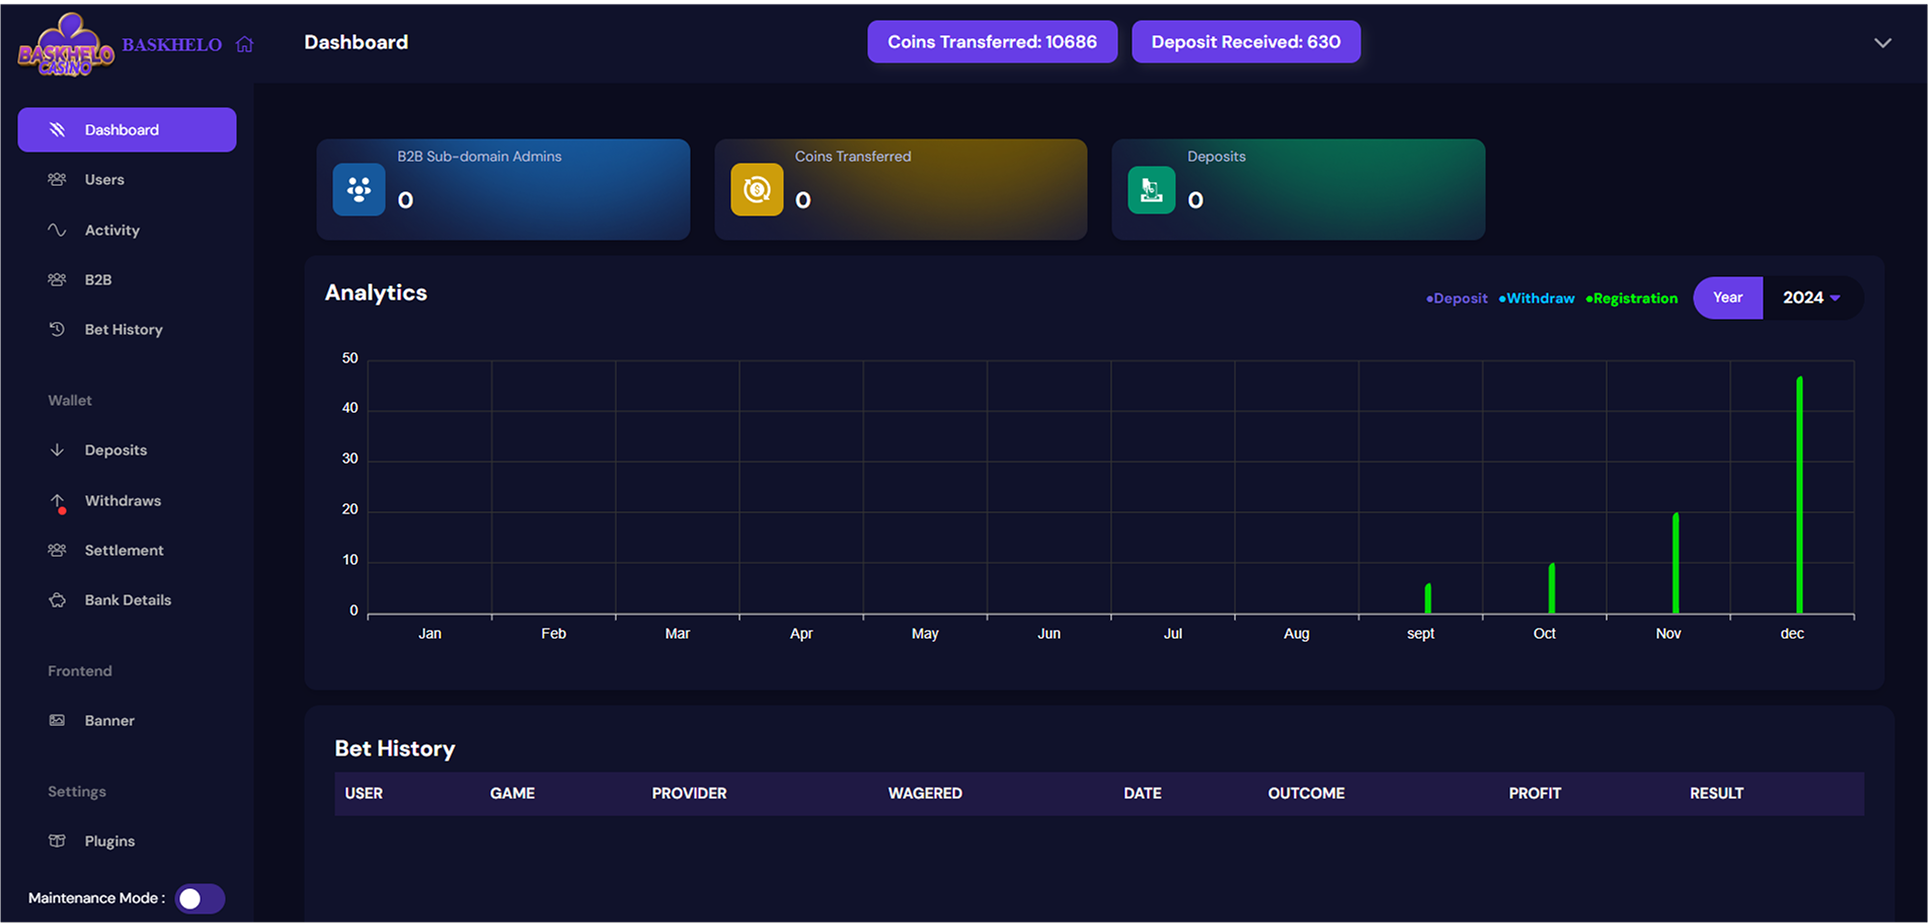 BASKHELO
CASINO
BASKHELO
Dashboard
Coins Transferred: 10686
Deposit Received: 630
Dashboard
Users
Activity
B2B
Bet History
Wallet
Deposits
Withdraws
Settlement
Bank Details
Frontend
Banner
Settings
Plugins
Maintenance Mode :
B2B Sub-domain Admins
0
Coins Transferred
0
Deposits
0
Analytics
•Deposit •Withdraw •Registration
Year 2024
50
40
30
20
10
0
Jan Feb Mar Apr May Jun Jul Aug sept Oct Nov dec
Bet History
USER GAME PROVIDER WAGERED DATE OUTCOME PROFIT RESULT